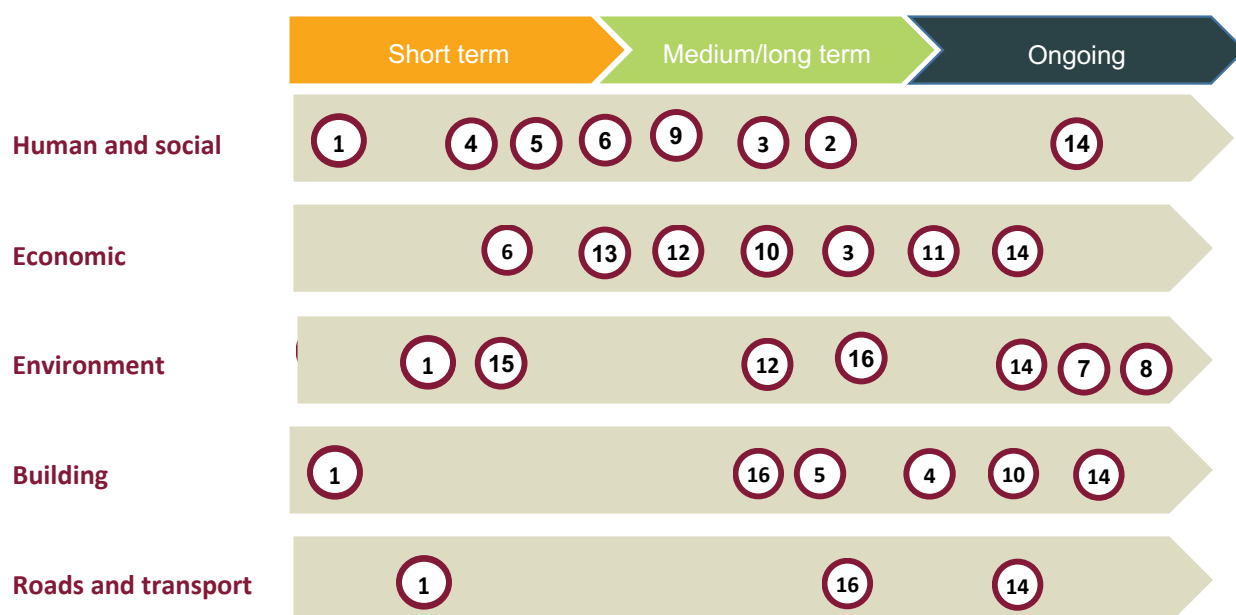 Short term Medium/long term Ongoing
Human and social 1 4 5 6 9 3 2 14
Economic 6 13 12 10 3 11 14
Environment 1 15 12 16 14 7 8
Building 1 16 5 4 10 14
Roads and transport 1 16 14